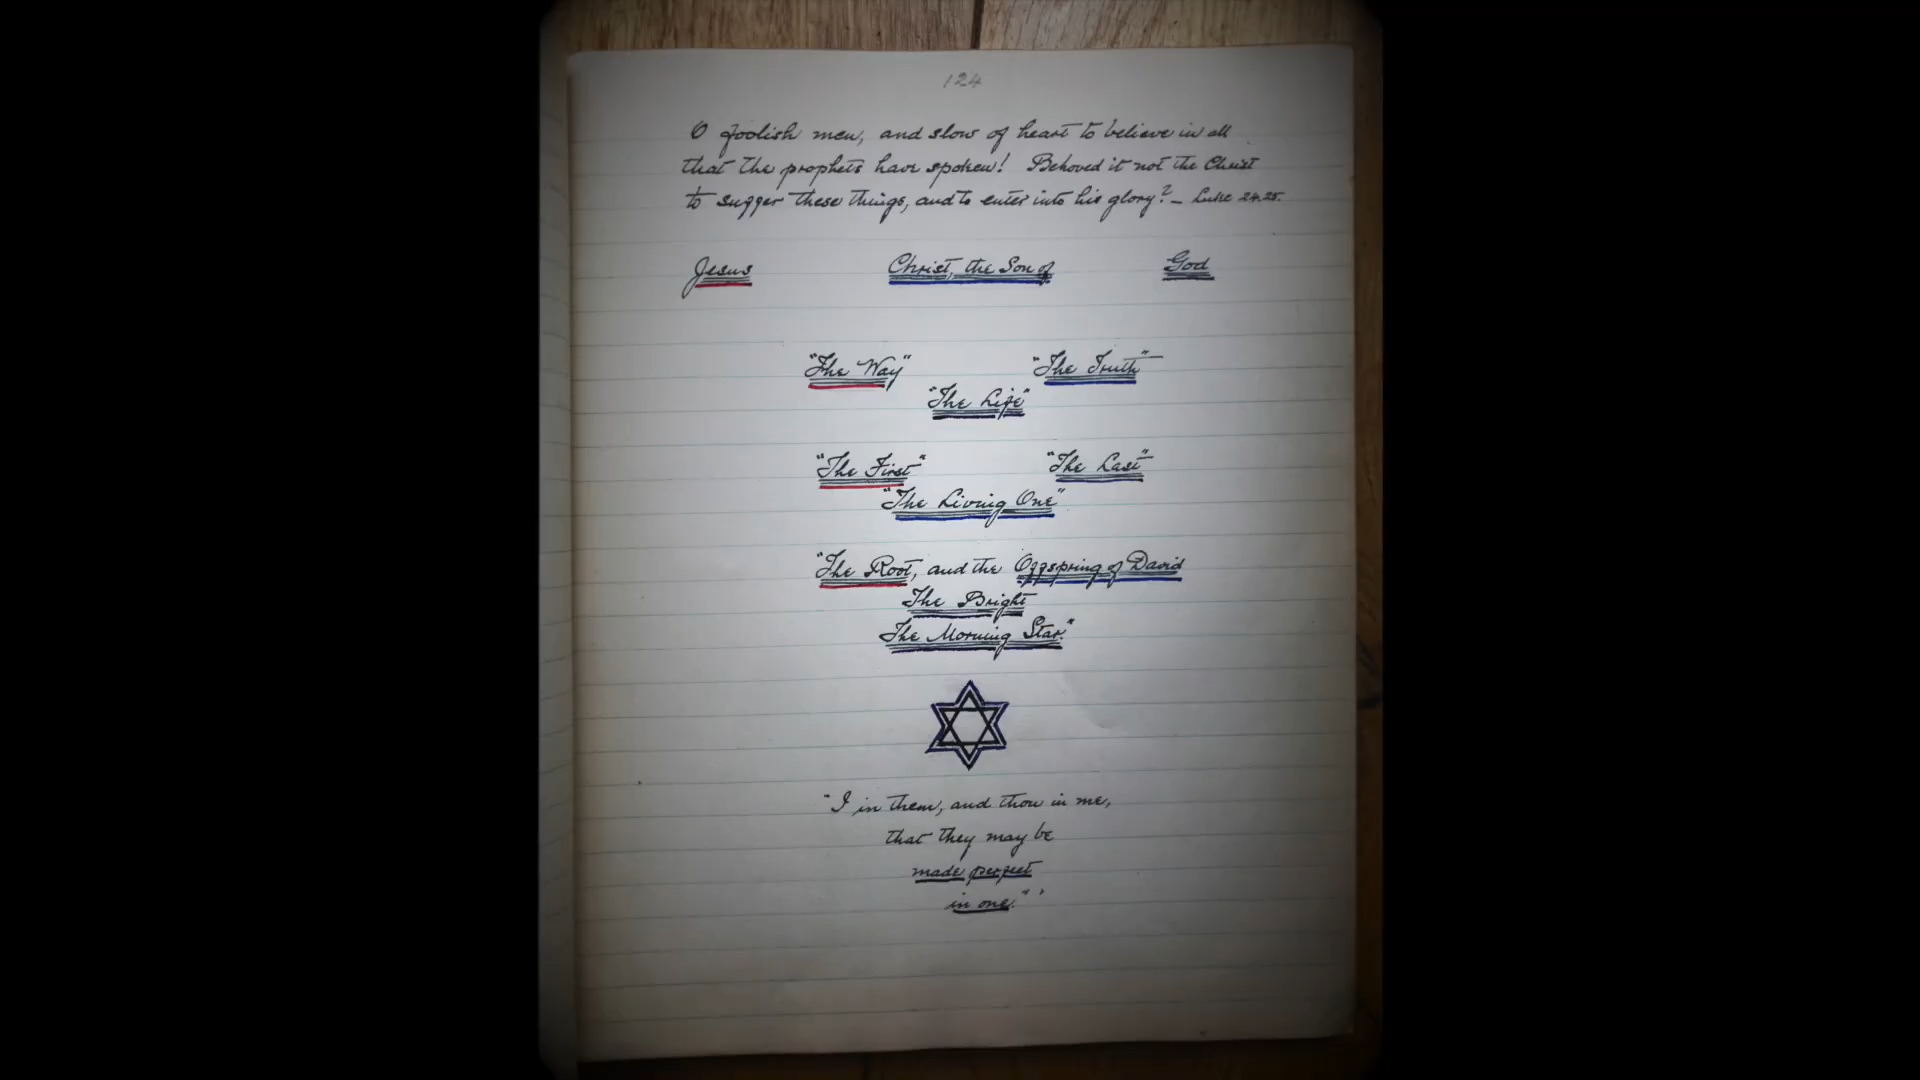 124
O foolish men, and slow of heart to believe in all
that the prophets have spoken! Behoved it not the Christ
to suffer these things, and to enter into his glory? – Luke 24.25.
Jesus Christ, the Son of God
"The Way" "The Truth"
"The Life"
"The First" "The Last"
"The Living One"
"The Root, and the Offspring of David
The Bright
The Morning Star."
"I in them, and thou in me,
that they may be
made perfect
in one." '